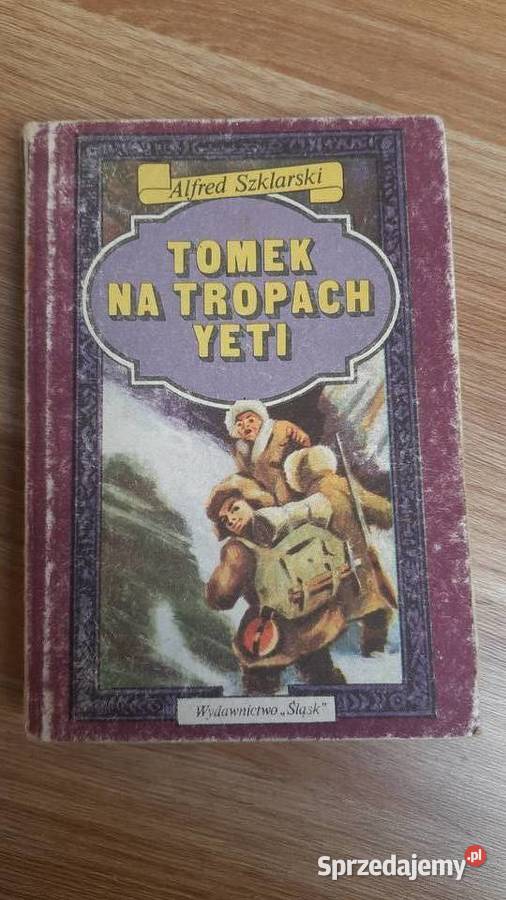 Alfred Szklarski
TOMEK
NA TROPACH
YETI
Wydawnictwo „Śląsk”
Sprzedajemy.pl